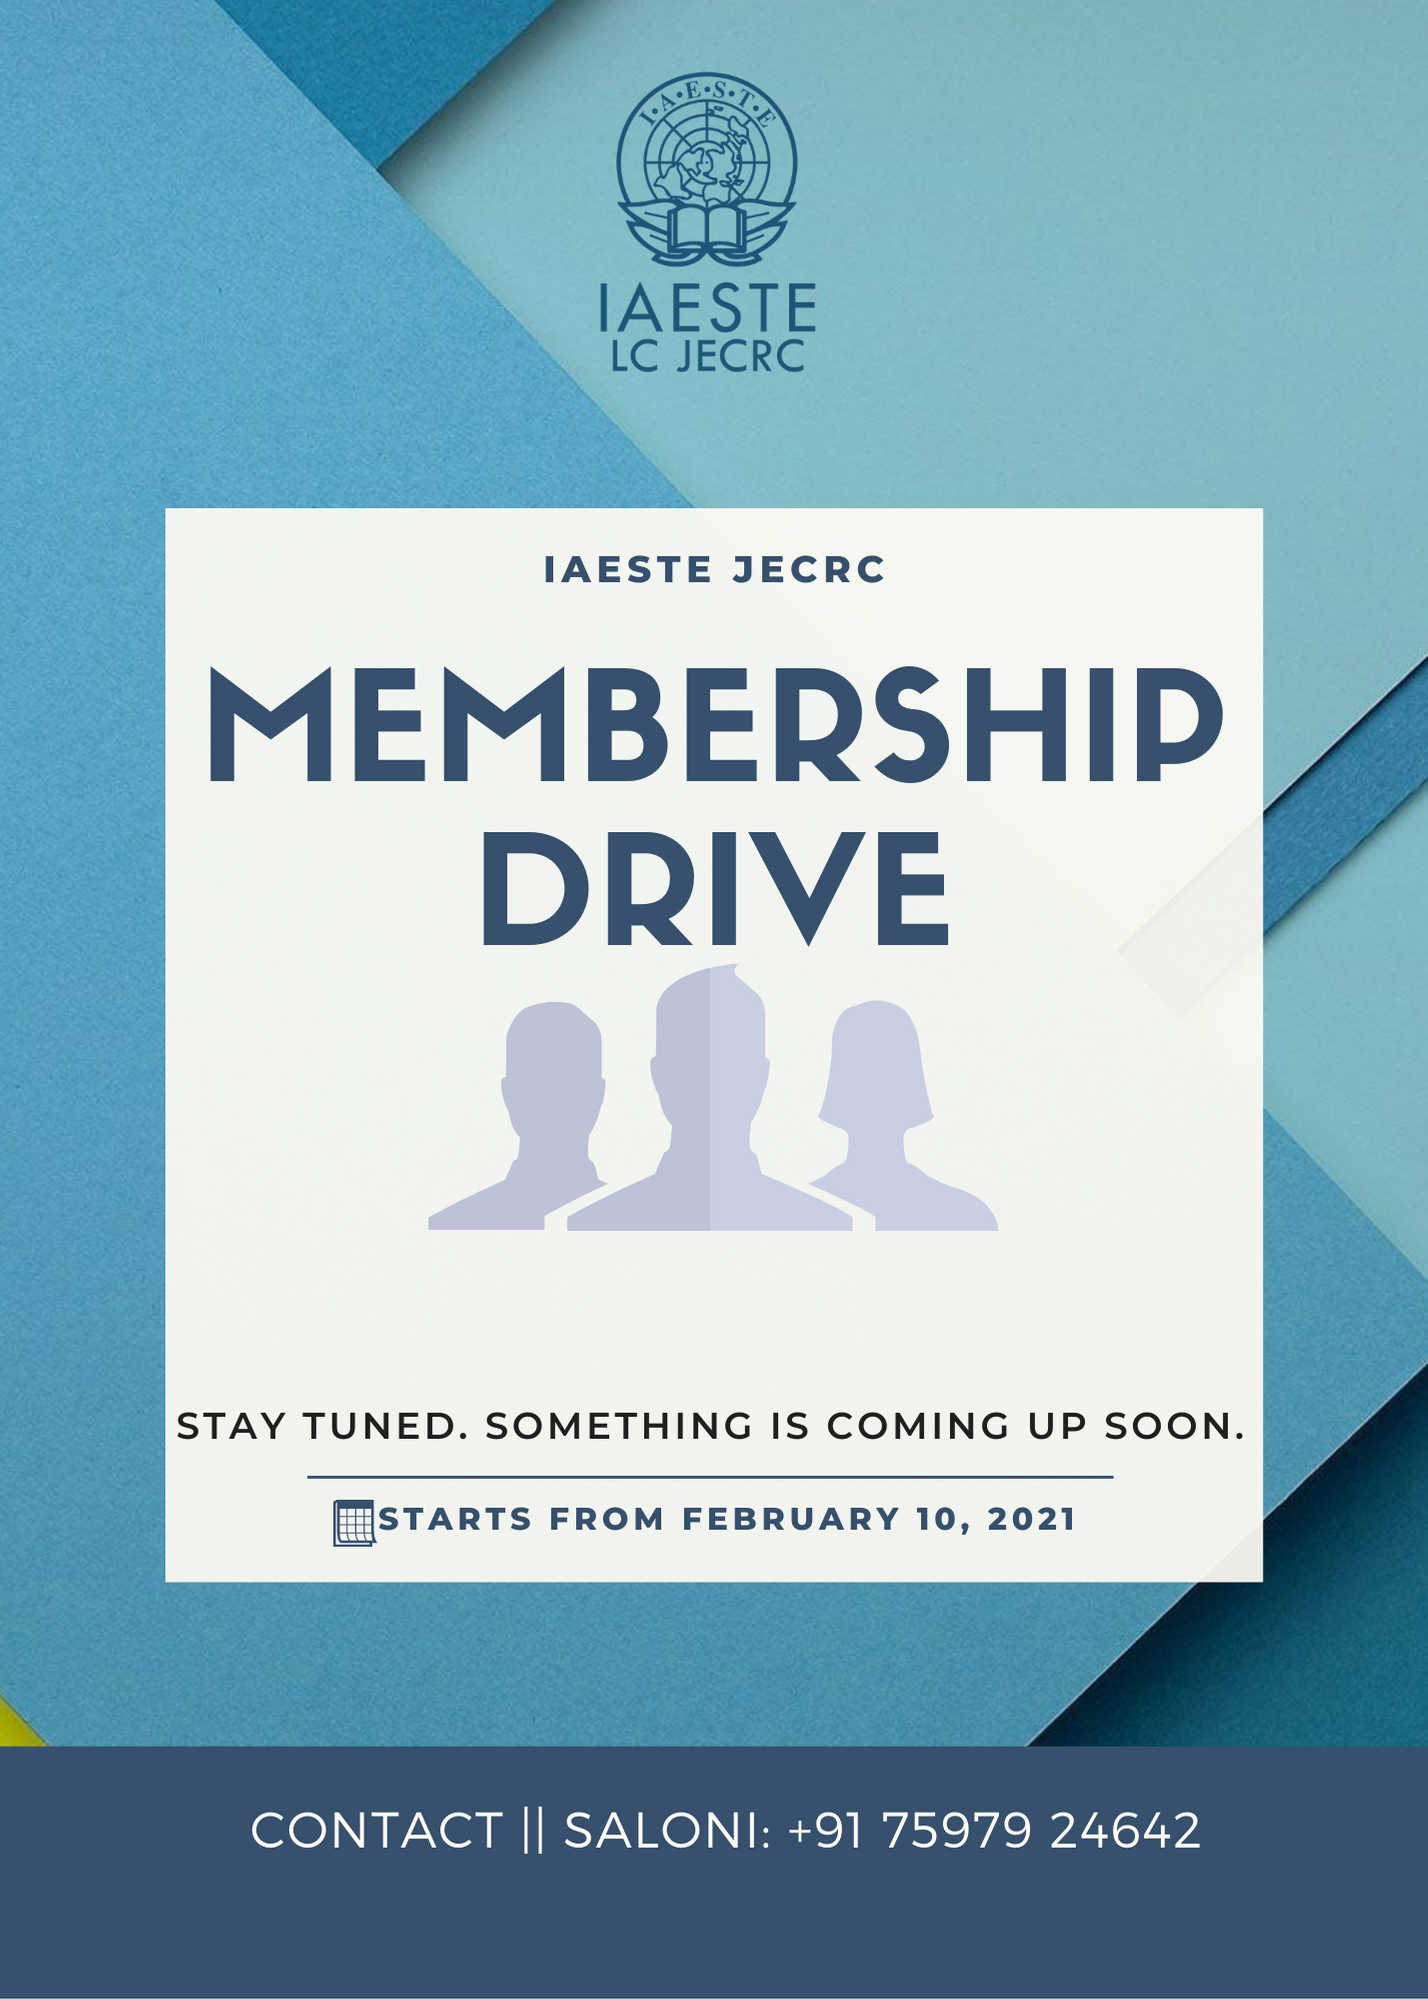 I·A·E·S·T·E
IAESTE
LC JECRC
IAESTE JECRC
MEMBERSHIP
DRIVE
STAY TUNED. SOMETHING IS COMING UP SOON.
STARTS FROM FEBRUARY 10, 2021
CONTACT || SALONI: +91 75979 24642